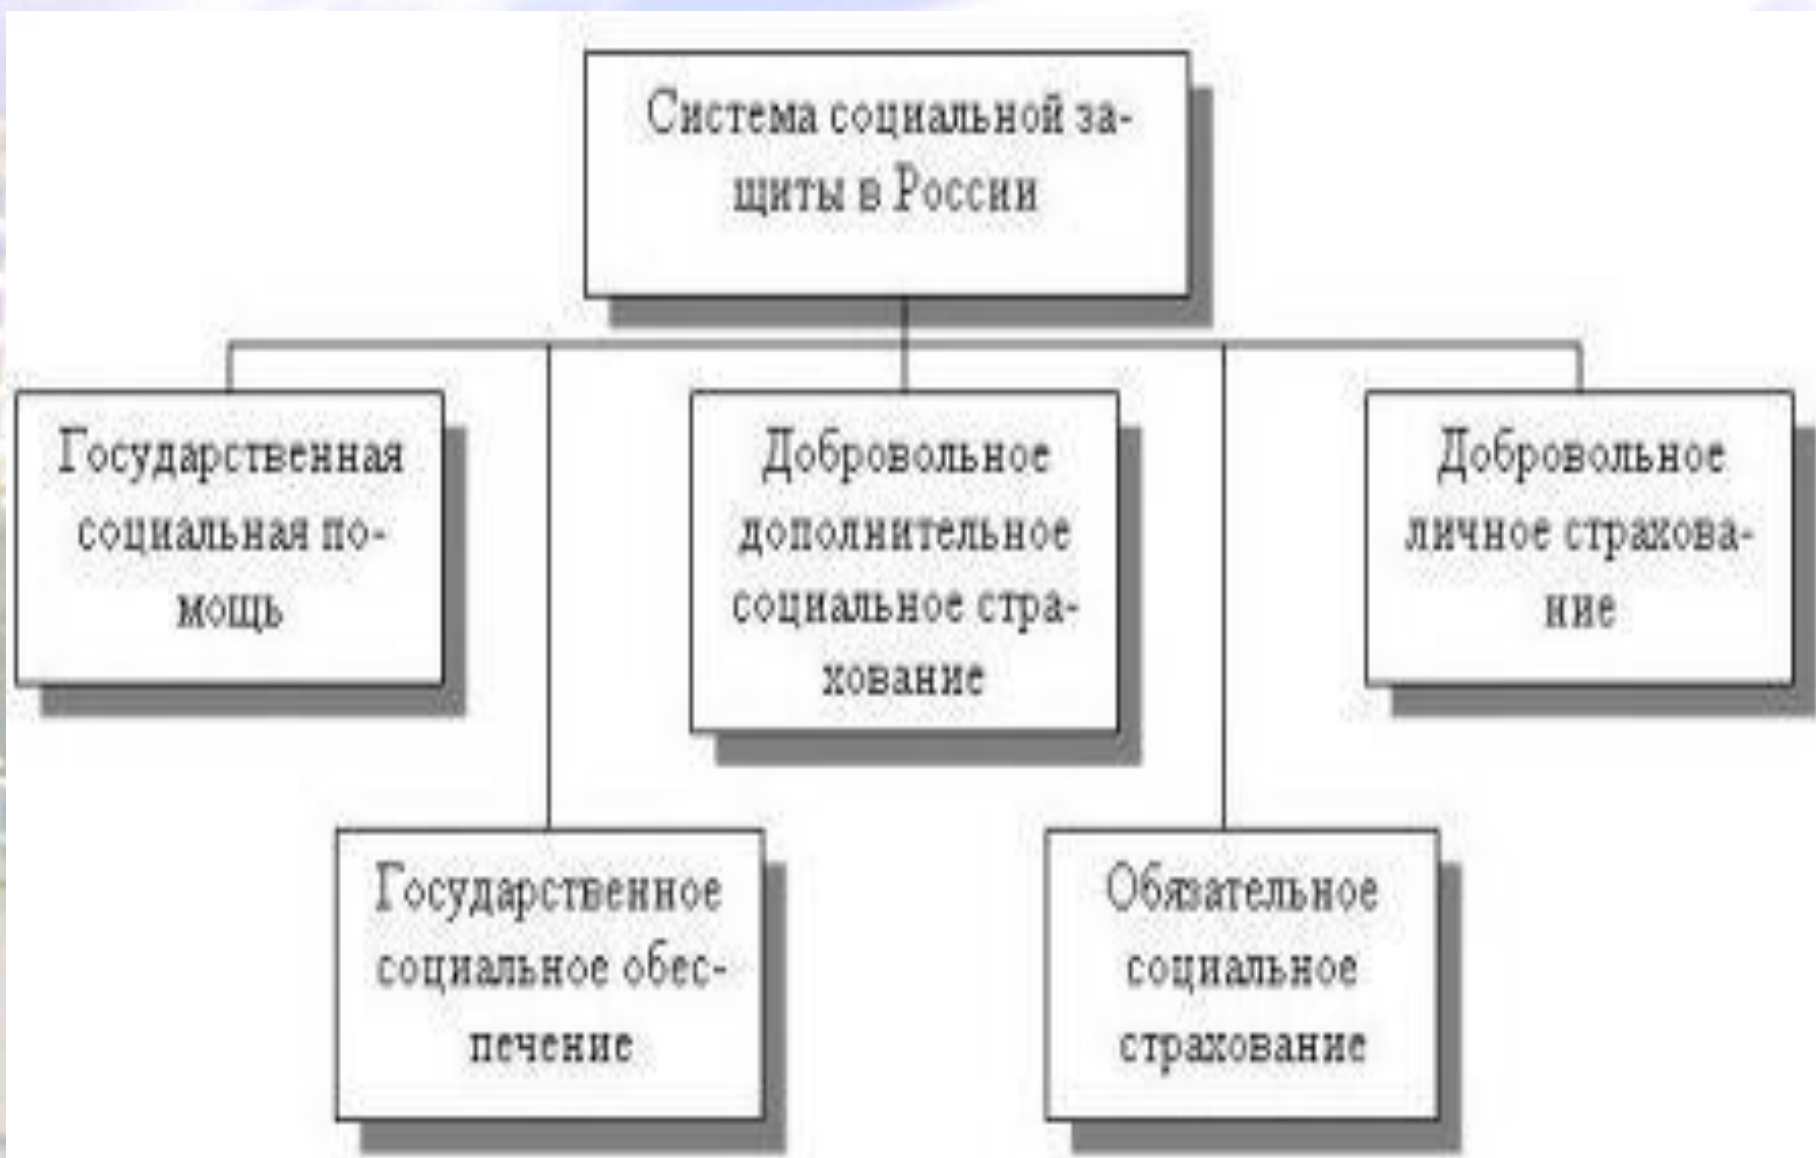 Система социальной за-
щиты в России
Государственная
социальная по-
мощь
Добровольное
дополнительное
социальное стра-
хование
Добровольное
личное страхова-
ние
Государственное
социальное обес-
печение
Обязательное
социальное
страхование